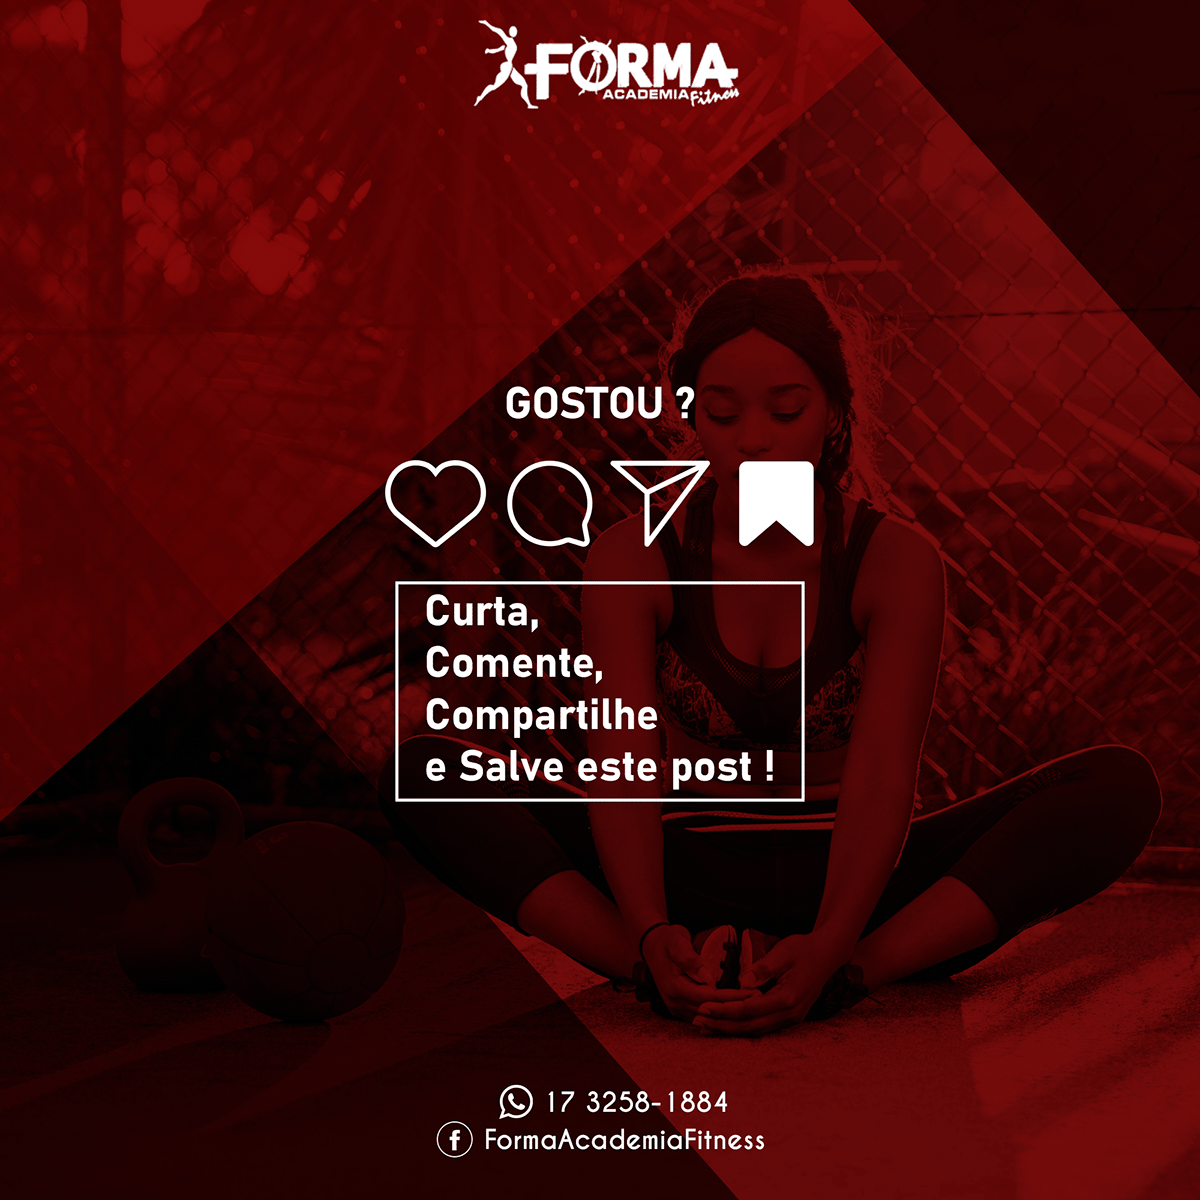 FORMA
ACADEMIA Fitness
GOSTOU ?
Curta,
Comente,
Compartilhe
e Salve este post !
17 3258-1884
f FormaAcademiaFitness